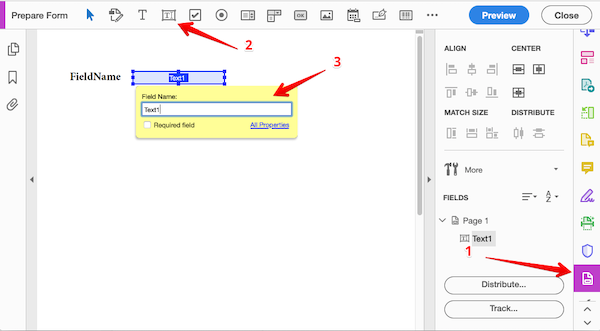 Prepare Form
T
T
OK
Preview
Close
2
ALIGN
CENTER
FieldName
Text1
3
Field Name:
Text1
Required field
All Properties
MATCH SIZE
DISTRIBUTE
More
FIELDS
A
Z
Page 1
T
Text1
1
Distribute...
Track...